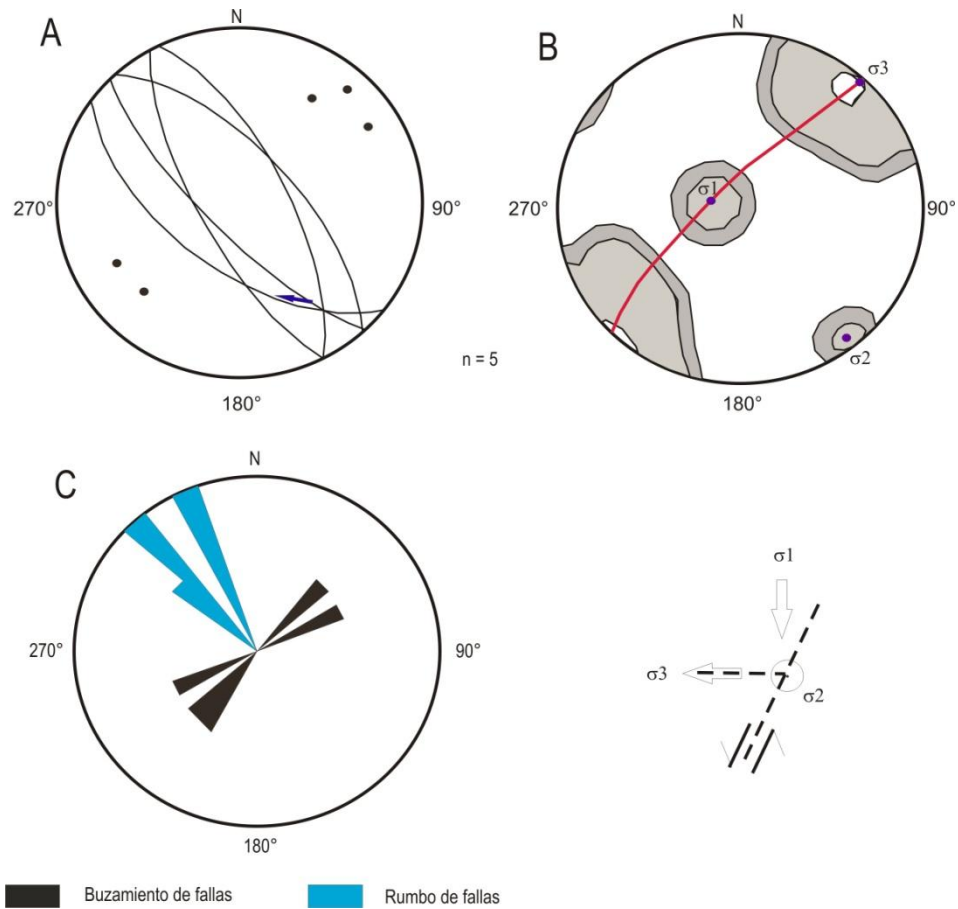 A
N
270°
90°
180°
n = 5
B
N
σ3
σ1
270°
90°
σ2
180°
C
N
270°
90°
180°
σ1
σ3
σ2
Buzamiento de fallas
Rumbo de fallas